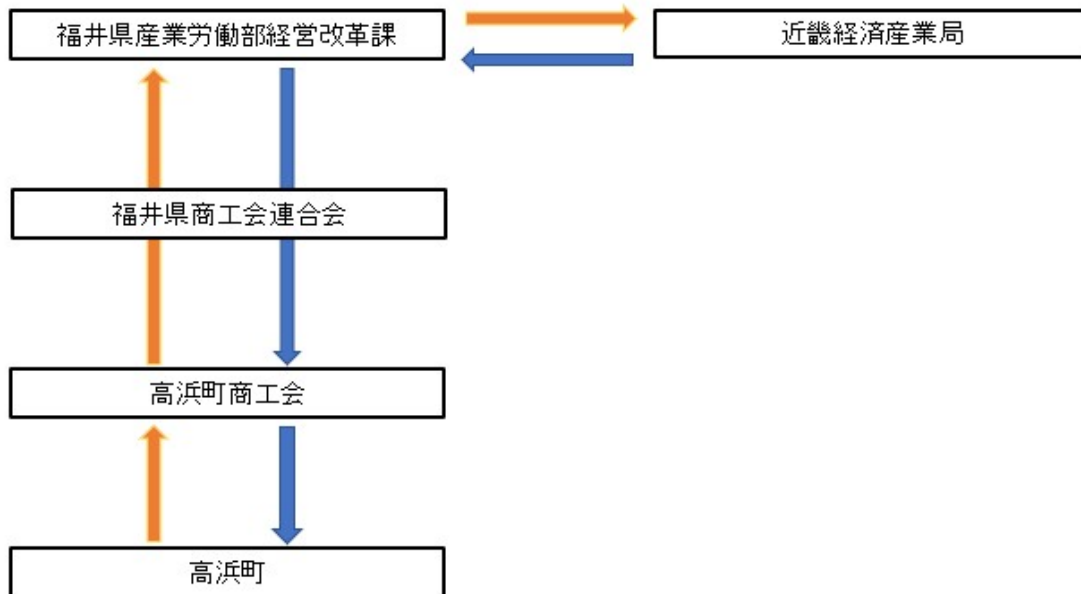 福井県産業労働部経営改革課
近畿経済産業局
福井県商工会連合会
高浜町商工会
高浜町